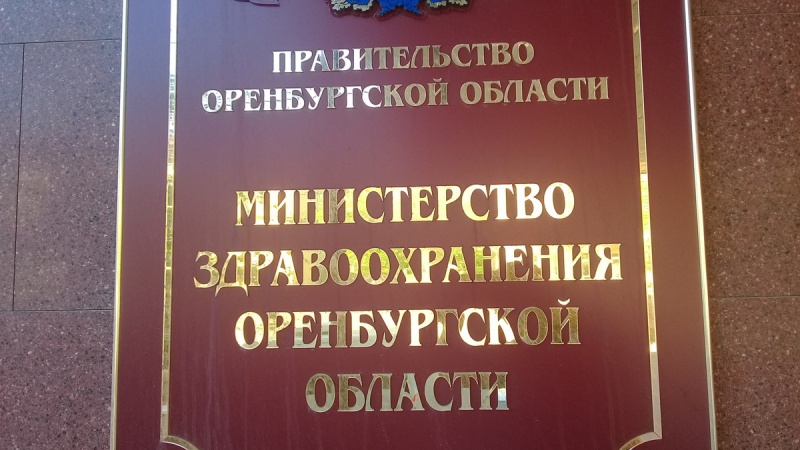 ПРАВИТЕЛЬСТВО
ОРЕНБУРГСКОЙ ОБЛАСТИ
МИНИСТЕРСТВО
ЗДРАВООХРАНЕНИЯ
ОРЕНБУРГСКОЙ
ОБЛАСТИ